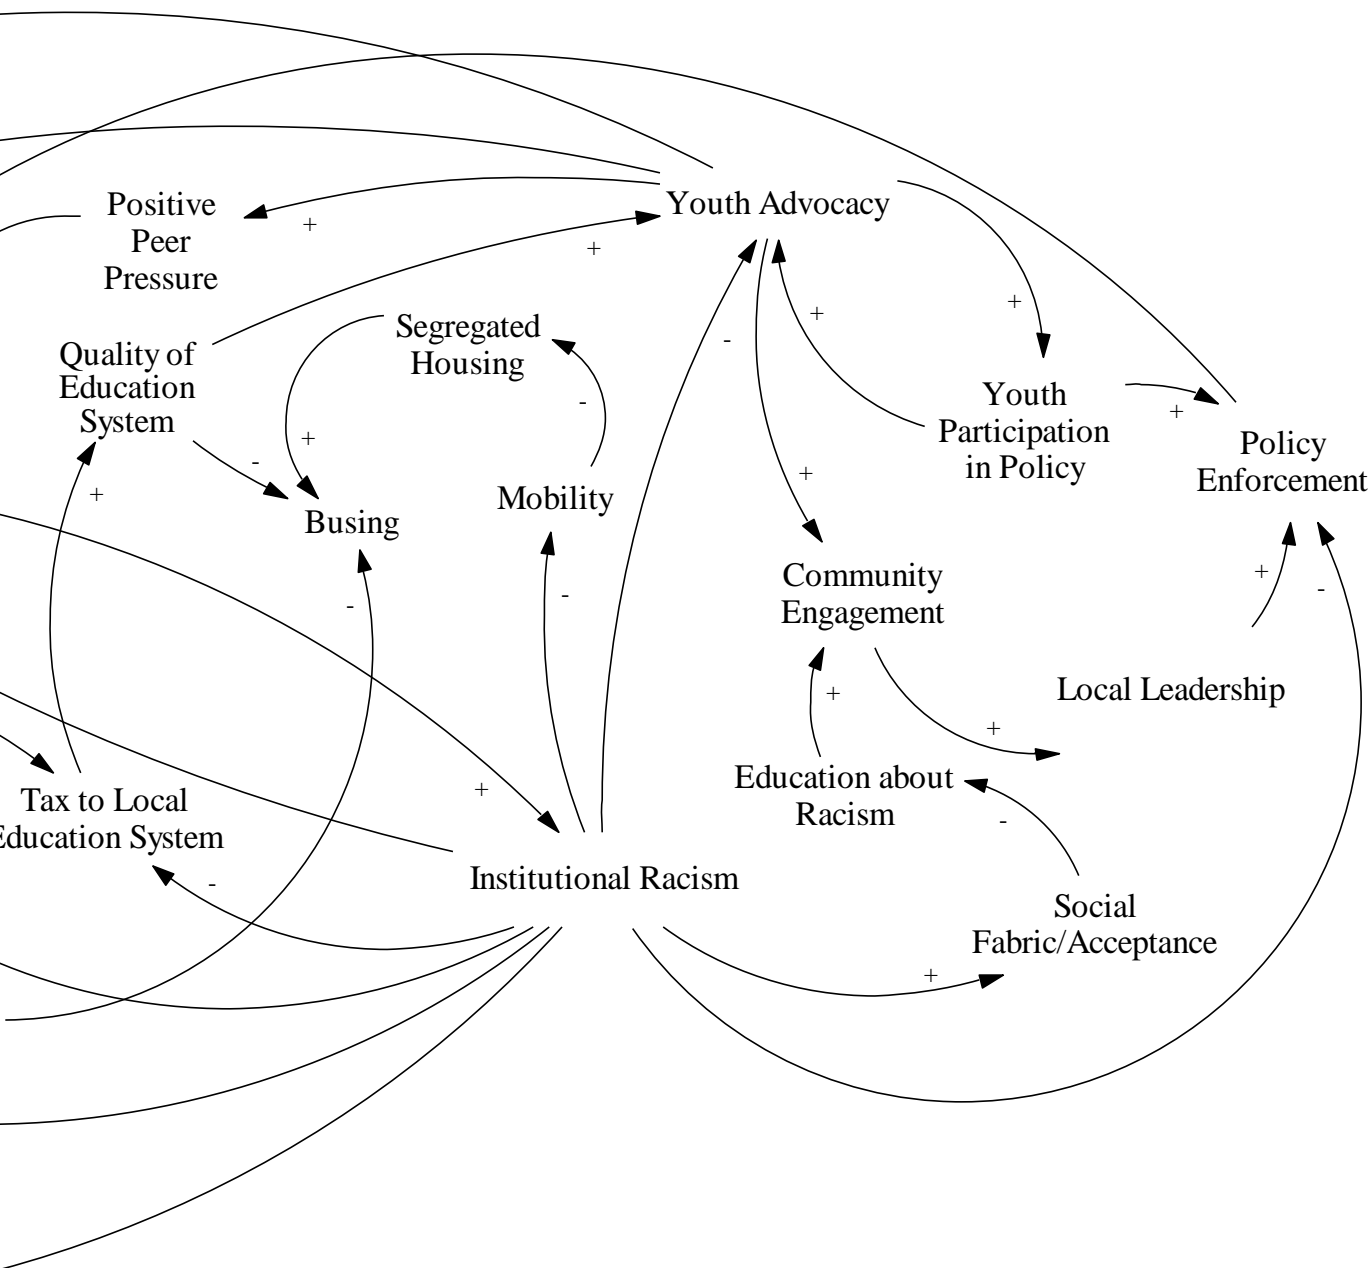 Positive
Peer
Pressure
+
+
Youth Advocacy
Quality of
Education
System
Segregated
Housing
+
-
+
-
+
-
+
Youth
Participation
in Policy
+
Policy
Enforcement
+
Busing
Mobility
+
-
-
Community
Engagement
+
-
+
+
Local Leadership
Tax to Local
Education System
-
+
Institutional Racism
Education about
Racism
-
Social
Fabric/Acceptance
+